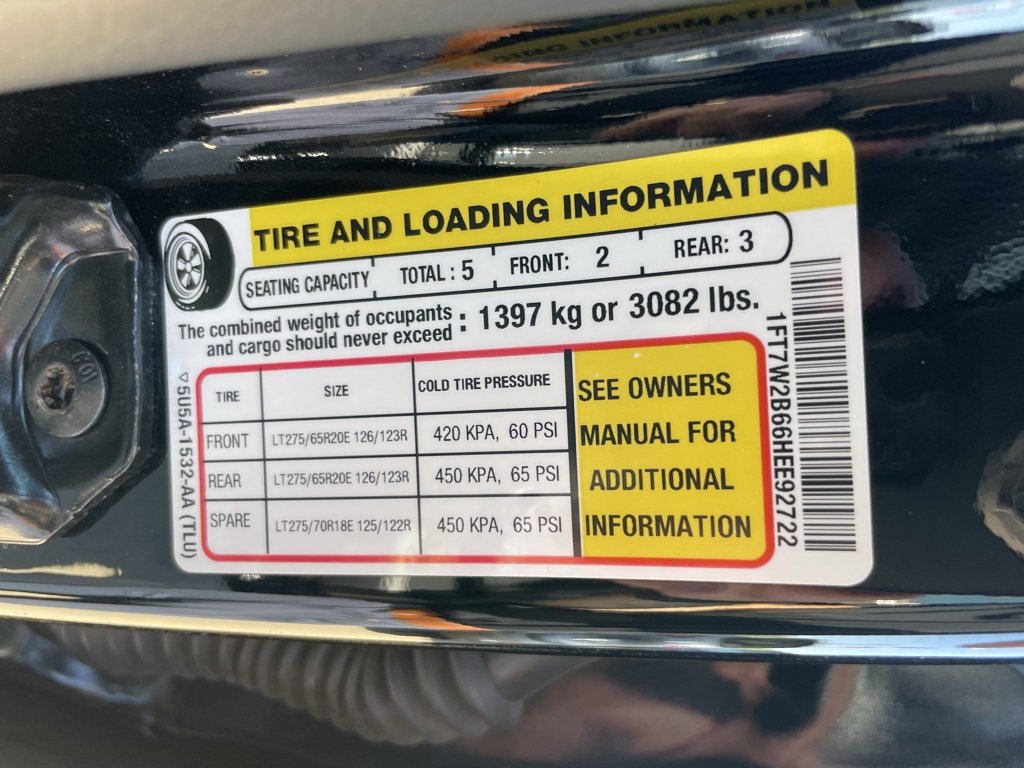 TIRE AND LOADING INFORMATION
SEATING CAPACITY TOTAL : 5 FRONT: 2 REAR: 3
The combined weight of occupants
and cargo should never exceed : 1397 kg or 3082 lbs.
TIRE SIZE COLD TIRE PRESSURE
FRONT LT275/65R20E 126/123R 420 KPA, 60 PSI
REAR LT275/65R20E 126/123R 450 KPA, 65 PSI
SPARE LT275/70R18E 125/122R 450 KPA, 65 PSI
SEE OWNERS
MANUAL FOR
ADDITIONAL
INFORMATION
1FT7W2B66HEE92722
▽5U5A-1532-AA (TLU)